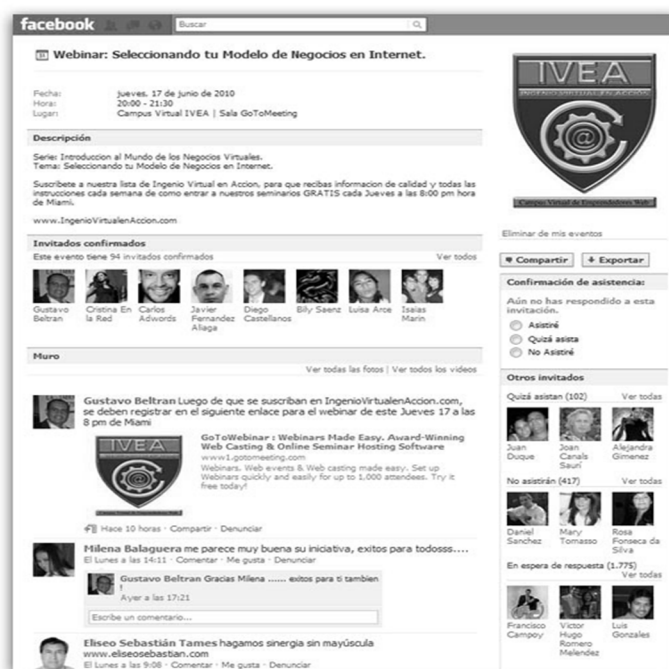 facebook
Buscar
Webinar: Seleccionando tu Modelo de Negocios en Internet.
Fecha: jueves, 17 de junio de 2010
Hora: 20:00 - 21:30
Lugar: Campus Virtual IVEA | Sala GoToMeeting
Descripción
Serie: Introduccion al Mundo de los Negocios Virtuales.
Tema: Seleccionando tu Modelo de Negocios en Internet.
Suscribete a nuestra lista de Ingenio Virtual en Accion, para que recibas informacion de calidad y todas las
instrucciones cada semana de como entrar a nuestros seminarios GRATIS cada Jueves a las 8:00 pm hora
de Miami.
www.IngenioVirtualenAccion.com
Invitados confirmados
Este evento tiene 94 invitados confirmados Ver todos
Gustavo Beltran
Cristina En la Red
Carlos Adwords
Javier Fernandez Aliaga
Diego Castellanos
Bily Saenz
Luisa Arce
Isaias Marin
Muro
Ver todas las fotos | Ver todos los videos
Gustavo Beltran Luego de que se suscriban en IngenioVirtualenAccion.com,
se deben registrar en el siguiente enlace para el webinar de este Jueves 17 a las
8 pm de Miami
IVEA
GoToWebinar : Webinars Made Easy. Award-Winning
Web Casting & Online Seminar Hosting Software
www1.gotomeeting.com
Webinars, Web events & Web casting made easy. Set up
Webinars quickly and easily for up to 1,000 attendees. Try it
free today!
Hace 10 horas · Compartir · Denunciar
Milena Balaguera me parece muy buena su iniciativa, exitos para todosss....
El Lunes a las 14:11 · Comentar · Me gusta · Denunciar
Gustavo Beltran Gracias Milena ...... exitos para ti tambien
!
Ayer a las 17:21
Escribe un comentario...
Eliseo Sebastián Tames hagamos sinergia sin mayúscula
www.eliseosebastian.com
El Lunes a las 9:08 · Comentar · Me gusta · Denunciar
IVEA
INGENIO VIRTUAL EN ACCIÓN
Campus Virtual de Emprendedores Web
Eliminar de mis eventos
Compartir
+ Exportar
Confirmación de asistencia:
Aún no has respondido a esta
invitación.
Asistiré
Quizá asista
No Asistiré
Otros invitados
Quizá asistan (102) Ver todas
Juan Duque
Joan Canals Saurí
Alejandra Gimenez
No asistirán (417) Ver todas
Daniel Sanchez
Mary Tomasso
Rosa Fonseca da Silva
En espera de respuesta (1.775)
Ver todas
Francisco Campoy
Victor Hugo Romero Melendez
Luis Gonzales